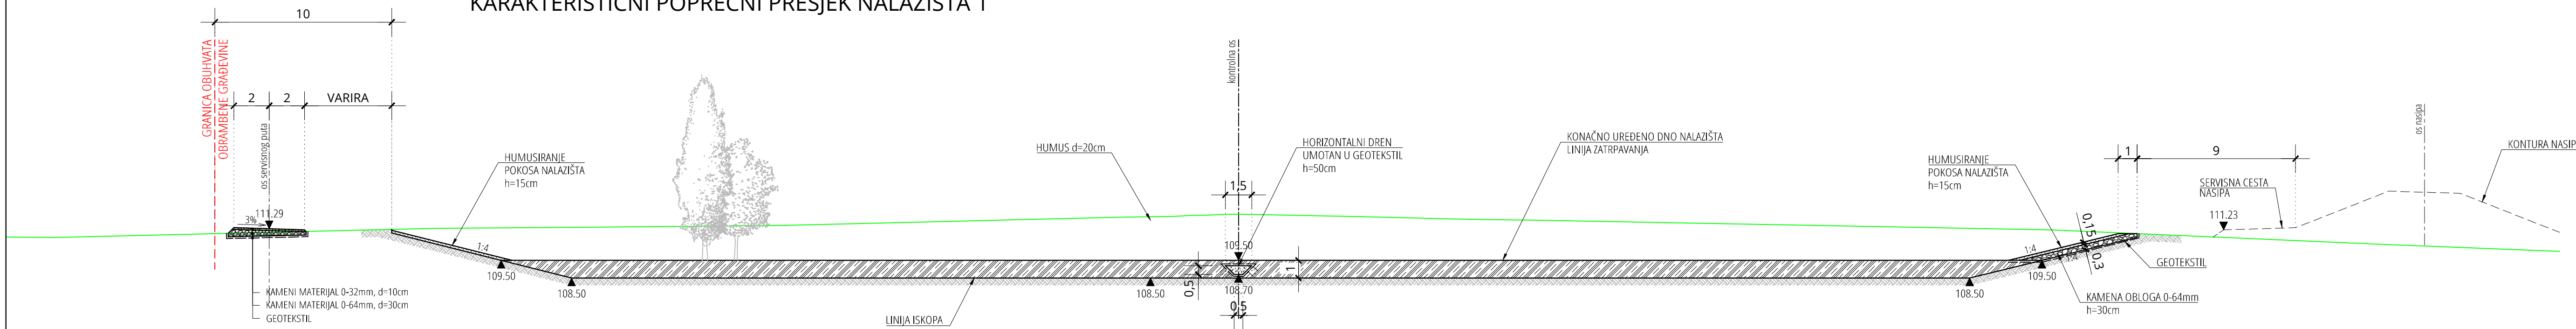 KARAKTERISTIČNI POPREČNI PRESJEK NALAZIŠTA 1
10
GRANICA OBUHVATA
OBRAMBENE GRAĐEVINE
2
2
VARIRA
os servisnog puta
3%
111.29
KAMENI MATERIJAL 0-32mm, d=10cm
KAMENI MATERIJAL 0-64mm, d=30cm
GEOTEKSTIL
HUMUSIRANJE
POKOSA NALAZIŠTA
h=15cm
1:4
109.50
108.50
LINIJA ISKOPA
HUMUS d=20cm
108.50
kontrolna os
1,5
HORIZONTALNI DREN
UMOTAN U GEOTEKSTIL
h=50cm
109.50
0,5
1
108.70
0,5
KONAČNO UREĐENO DNO NALAZIŠTA
LINIJA ZATRPAVANJA
HUMUSIRANJE
POKOSA NALAZIŠTA
h=15cm
108.50
1:4
1:4
109.50
0,15
0,3
KAMENA OBLOGA 0-64mm
h=30cm
GEOTEKSTIL
1
9
SERVISNA CESTA
NASIPA
111.23
os nasipa
KONTURA NASIP